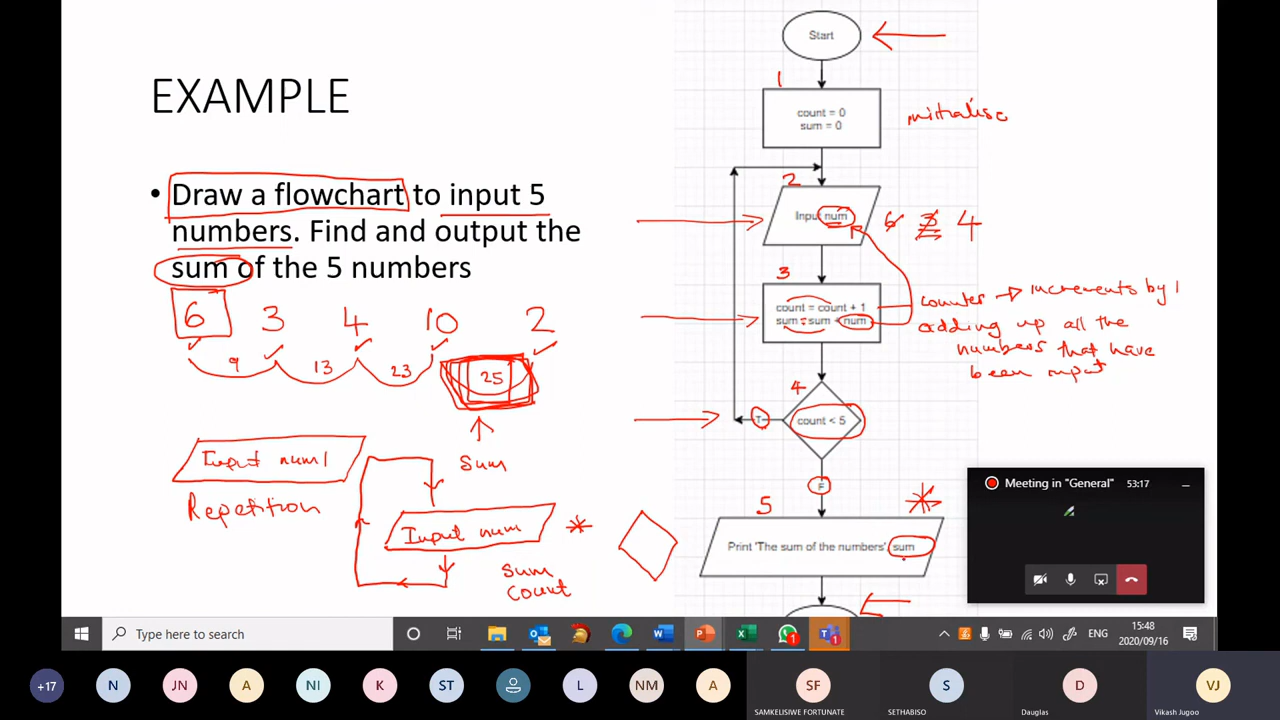 EXAMPLE
• Draw a flowchart to input 5
numbers. Find and output the
sum of the 5 numbers
6 3 4 10 2
9 13 23 25
sum
Input num1
Repetition
Input num *
sum
count
Start
1
count = 0
sum = 0
initialise
2
Input num
6 3 4
3
count = count + 1
sum = sum + num
counter → increments by 1
adding up all the
numbers that have
been input
4
count < 5
T
F
5
*
Print 'The sum of the numbers', sum
Meeting in "General" 53:17
Type here to search
ENG
15:48
2020/09/16
+17 N JN A NI K ST L NM A SF S D VJ
SAMKELISIWE FORTUNATE SETHABISO Dauglas Vikash Jugoo